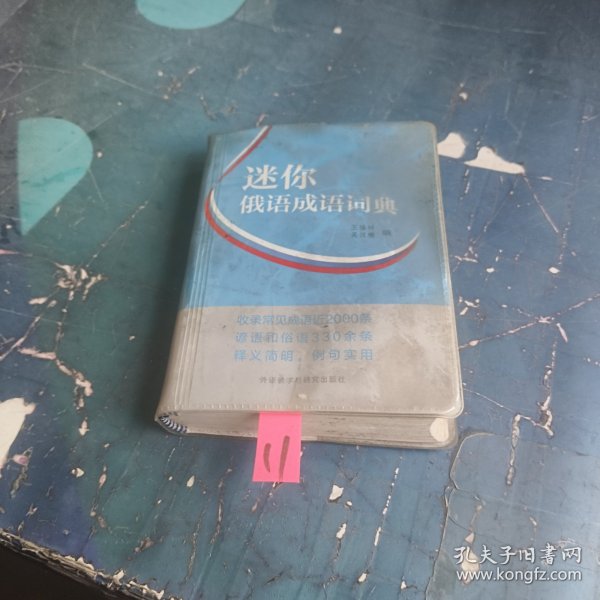 迷你
俄语成语词典
编
收录常见成语近2000条
谚语和俗语330余条
释义简明，例句实用
外语教学与研究出版社
11
孔夫子旧书网
www.kongfz.com